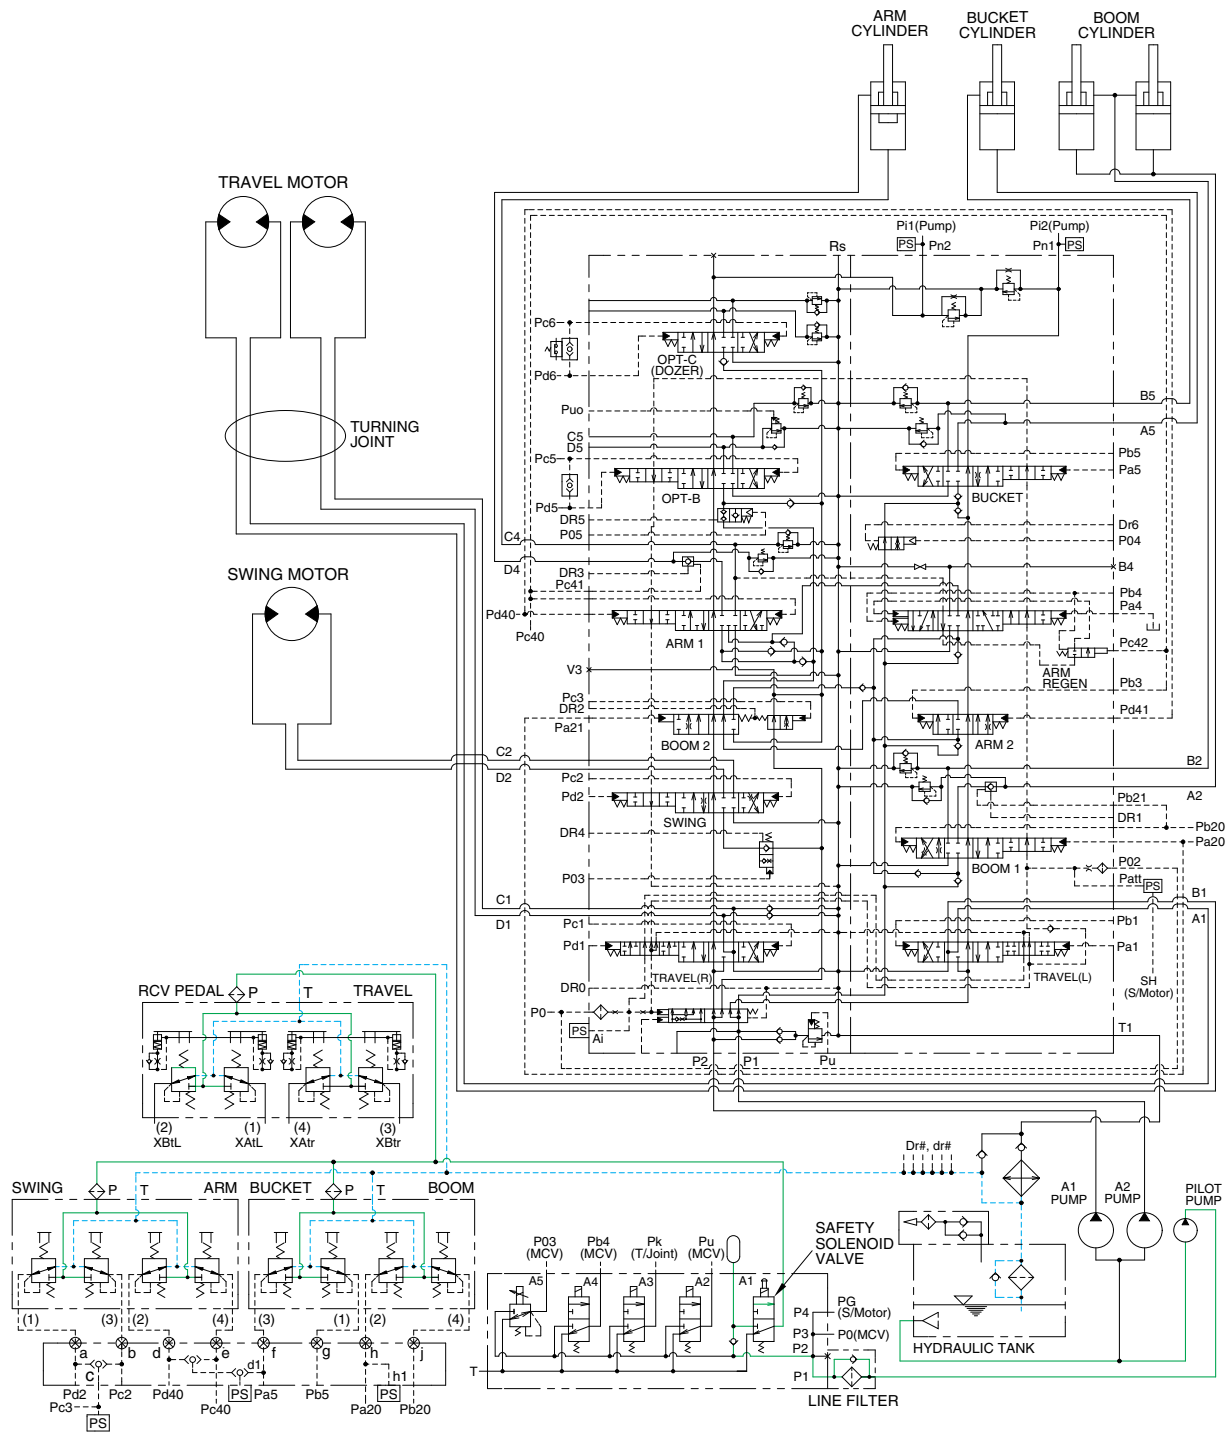 ARM
CYLINDER
BUCKET
CYLINDER
BOOM
CYLINDER
TRAVEL MOTOR
TURNING
JOINT
SWING MOTOR
Pi1(Pump)
Pi2(Pump)
PS
Pn2
Pn1
PS
Rs
Pc6
Pd6
OPT-C
(DOZER)
Puo
C5
D5
Pc5
Pd5
OPT-B
BUCKET
B5
A5
Pb5
Pa5
DR5
P05
C4
D4
DR3
Pc41
Pd40
Pc40
ARM 1
Dr6
P04
B4
Pb4
Pa4
Pc42
ARM
REGEN
V3
Pc3
DR2
Pa21
BOOM 2
Pb3
Pd41
ARM 2
C2
D2
Pc2
Pd2
SWING
B2
A2
Pb21
DR1
Pb20
Pa20
DR4
P03
BOOM 1
P02
Patt
PS
C1
D1
B1
A1
Pc1
Pd1
Pb1
Pa1
TRAVEL(R)
TRAVEL(L)
SH
(S/Motor)
DR0
P0
PS
Ai
P2
P1
Pu
T1
RCV PEDAL
P
T
TRAVEL
(2)
XBtL
(1)
XAtL
(4)
XAtr
(3)
XBtr
SWING
P
T
ARM
BUCKET
P
T
BOOM
(1)
(3)
(2)
(4)
(3)
(1)
(2)
(4)
a
b
d
e
f
g
h
j
c
d1
h1
Pd2
Pc2
Pd40
PS
Pa5
Pb5
PS
Pc3
Pc40
Pa20
Pb20
PS
P03
(MCV)
Pb4
(MCV)
Pk
(T/Joint)
Pu
(MCV)
SAFETY
SOLENOID
VALVE
A5
A4
A3
A2
A1
P4
PG
(S/Motor)
P3
P0(MCV)
P2
P1
T
LINE FILTER
Dr#, dr#
A1
PUMP
A2
PUMP
PILOT
PUMP
HYDRAULIC TANK